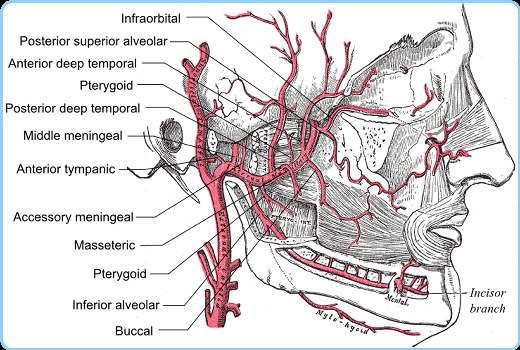 Infraorbital
Posterior superior alveolar
Anterior deep temporal
Pterygoid
Posterior deep temporal
Middle meningeal
Anterior tympanic
Accessory meningeal
Masseteric
Pterygoid
Inferior alveolar
Buccal
Incisor
branch
Mental
Mylo-hyoid